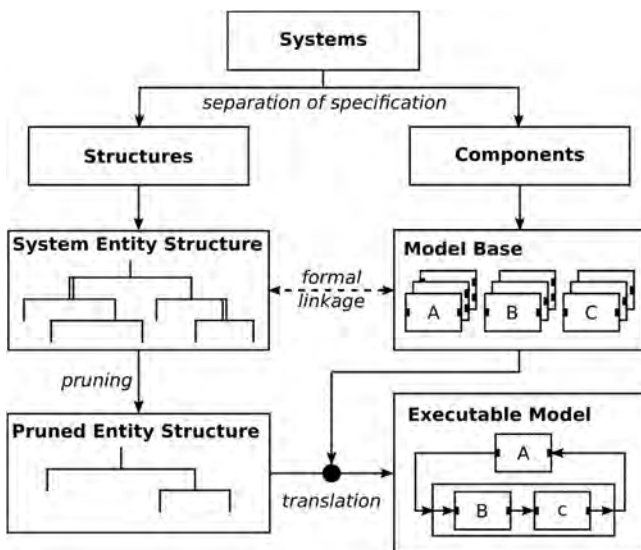 Systems
separation of specification
Structures
Components
System Entity Structure
Model Base
formal
linkage
A
B
C
pruning
Pruned Entity Structure
translation
Executable Model
A
B
c